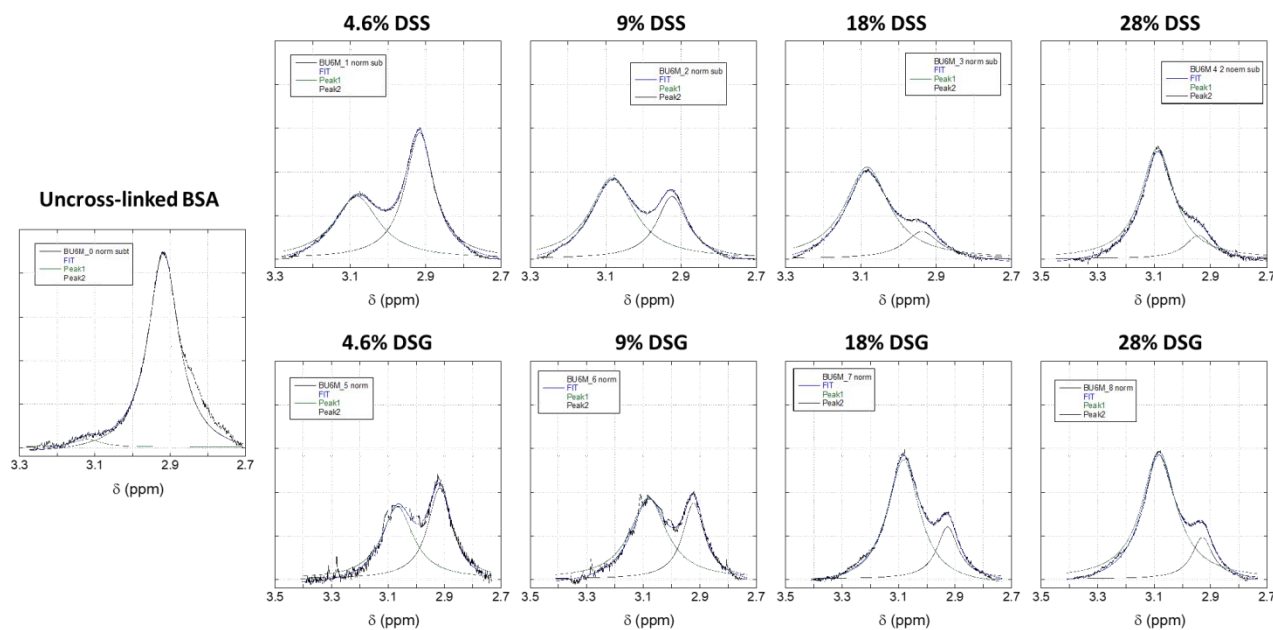 4.6% DSS
9% DSS
18% DSS
28% DSS
BU6M_1 norm sub
FIT
Peak1
Peak2
BU6M_2 norm sub
FIT
Peak1
Peak2
BU6M_3 norm sub
FIT
Peak1
Peak2
BU6M 4 2 noem sub
FIT
Peak1
Peak2
3.3 3.1 2.9 2.7
δ (ppm)
3.3 3.1 2.9 2.7
δ (ppm)
3.3 3.1 2.9 2.7
δ (ppm)
3.5 3.3 3.1 2.9 2.7
δ (ppm)
Uncross-linked BSA
BU6M_0 norm subt
FIT
Peak1
Peak2
3.3 3.1 2.9 2.7
δ (ppm)
4.6% DSG
9% DSG
18% DSG
28% DSG
BU6M_5 norm
FIT
Peak1
Peak2
BU6M_6 norm
FIT
Peak1
Peak2
BU6M_7 norm
FIT
Peak1
Peak2
BU6M_8 norm
FIT
Peak1
Peak2
3.5 3.3 3.1 2.9 2.7
δ (ppm)
3.5 3.3 3.1 2.9 2.7
δ (ppm)
3.5 3.3 3.1 2.9 2.7
δ (ppm)
3.5 3.3 3.1 2.9 2.7
δ (ppm)